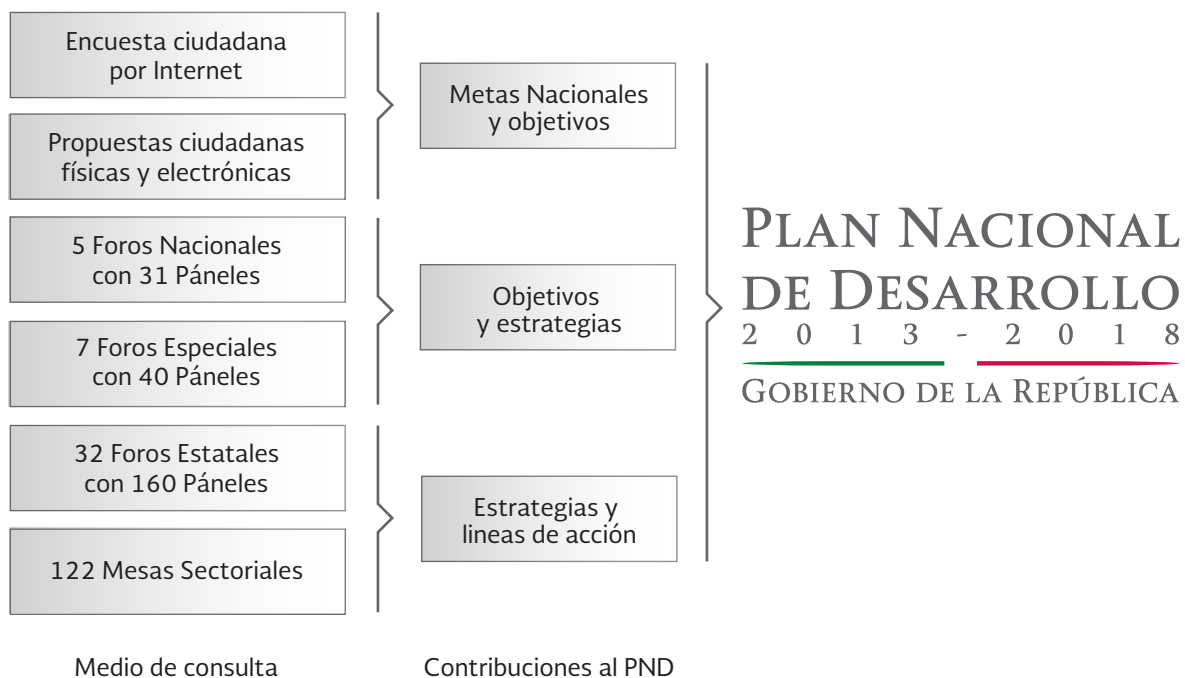 Encuesta ciudadana
por Internet
Propuestas ciudadanas
físicas y electrónicas
5 Foros Nacionales
con 31 Páneles
7 Foros Especiales
con 40 Páneles
32 Foros Estatales
con 160 Páneles
122 Mesas Sectoriales
Medio de consulta
Metas Nacionales
y objetivos
Objetivos
y estrategias
Estrategias y
lineas de acción
Contribuciones al PND
PLAN NACIONAL
DE DESARROLLO
2 0 1 3 - 2 0 1 8
GOBIERNO DE LA REPÚBLICA